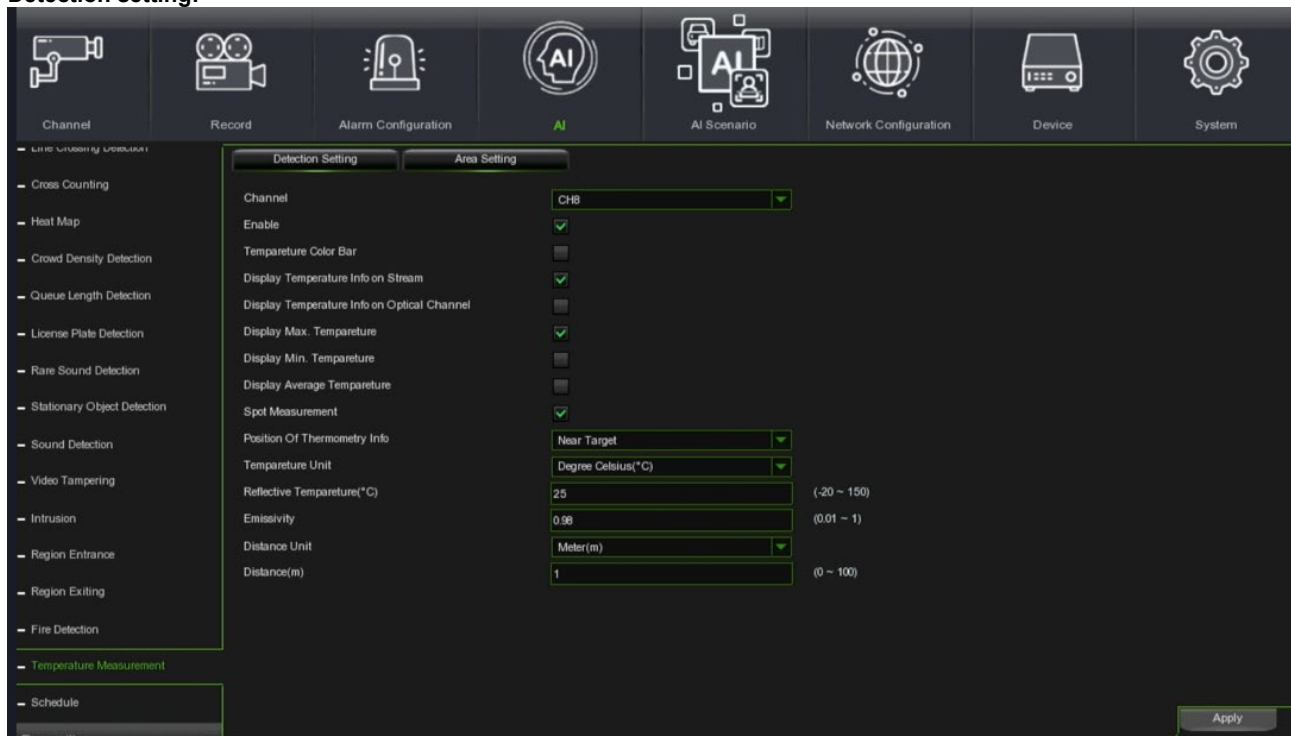 Detection setting:
AI
AI
Channel
Record
Alarm Configuration
AI
AI Scenario
Network Configuration
Device
System
Line Crossing Detection
Cross Counting
Heat Map
Crowd Density Detection
Queue Length Detection
License Plate Detection
Rare Sound Detection
Stationary Object Detection
Sound Detection
Video Tampering
Intrusion
Region Entrance
Region Exiting
Fire Detection
Temperature Measurement
Schedule
Detection Setting
Area Setting
Channel CH8
Enable
Tempareture Color Bar
Display Temperature Info on Stream
Display Temperature Info on Optical Channel
Display Max. Tempareture
Display Min. Tempareture
Display Average Tempareture
Spot Measurement
Position Of Thermometry Info Near Target
Tempareture Unit Degree Celsius(°C)
Reflective Tempareture(°C) 25 (-20 ~ 150)
Emissivity 0.98 (0.01 ~ 1)
Distance Unit Meter(m)
Distance(m) 1 (0 ~ 100)
Apply